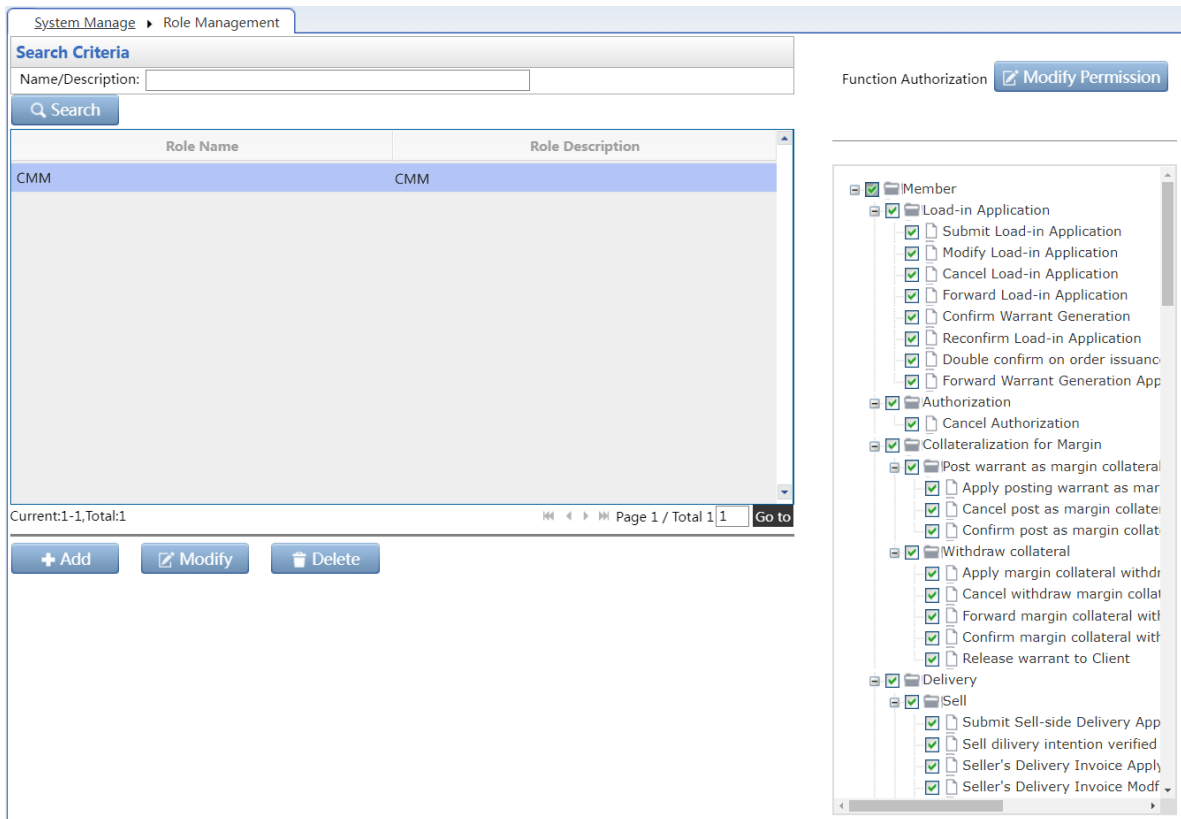 System Manage ▸ Role Management
Search Criteria
Name/Description:
Search
Role Name Role Description
CMM CMM
Current:1-1,Total:1 Page 1 / Total 1 1 Go to
Add Modify Delete
Function Authorization Modify Permission
Member
Load-in Application
Submit Load-in Application
Modify Load-in Application
Cancel Load-in Application
Forward Load-in Application
Confirm Warrant Generation
Reconfirm Load-in Application
Double confirm on order issuanc
Forward Warrant Generation App
Authorization
Cancel Authorization
Collateralization for Margin
Post warrant as margin collateral
Apply posting warrant as mar
Cancel post as margin collate
Confirm post as margin collat
Withdraw collateral
Apply margin collateral withdr
Cancel withdraw margin collat
Forward margin collateral with
Confirm margin collateral with
Release warrant to Client
Delivery
Sell
Submit Sell-side Delivery App
Sell dilivery intention verified
Seller's Delivery Invoice Apply
Seller's Delivery Invoice Modf